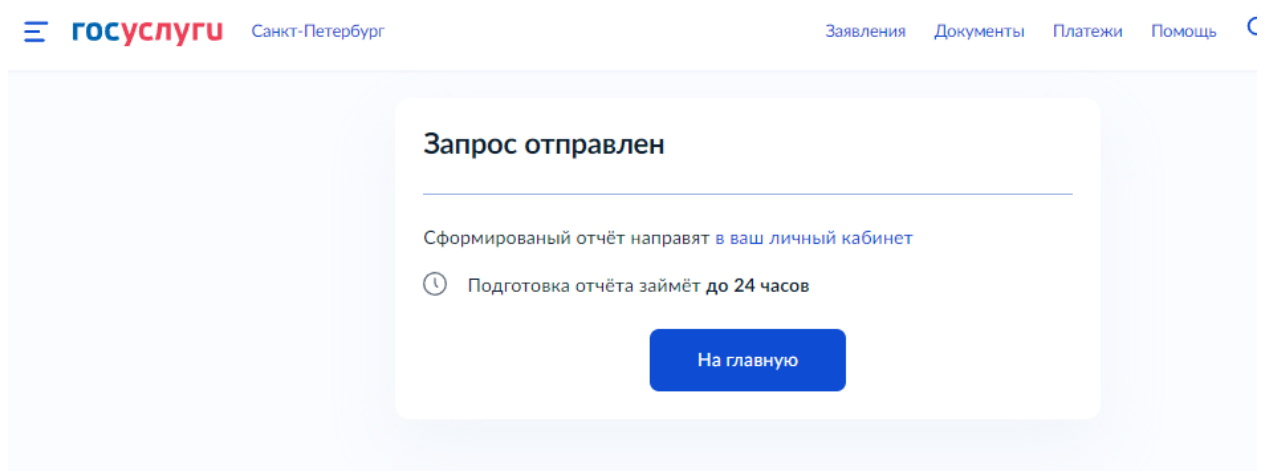 госуслуги Санкт-Петербург Заявления Документы Платежи Помощь
Запрос отправлен
Сформированый отчёт направят в ваш личный кабинет
Подготовка отчёта займёт до 24 часов
На главную